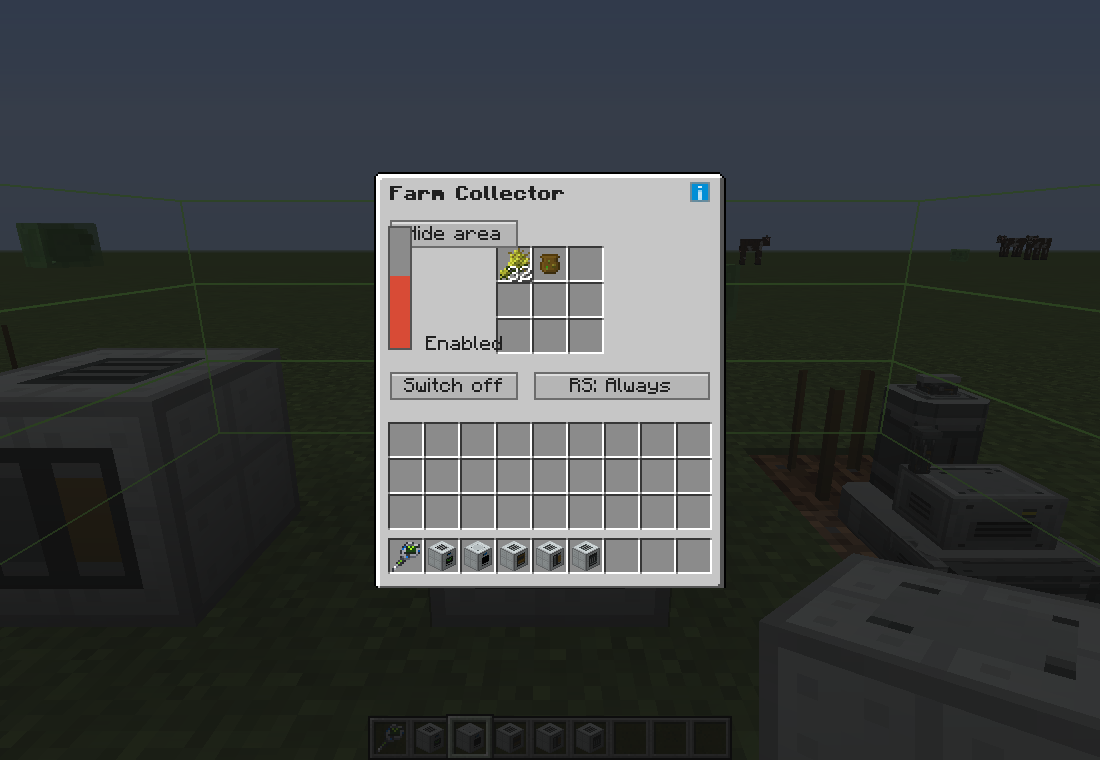 Farm Collector
i
Hide area
32
Enabled
Switch off
RS: Always